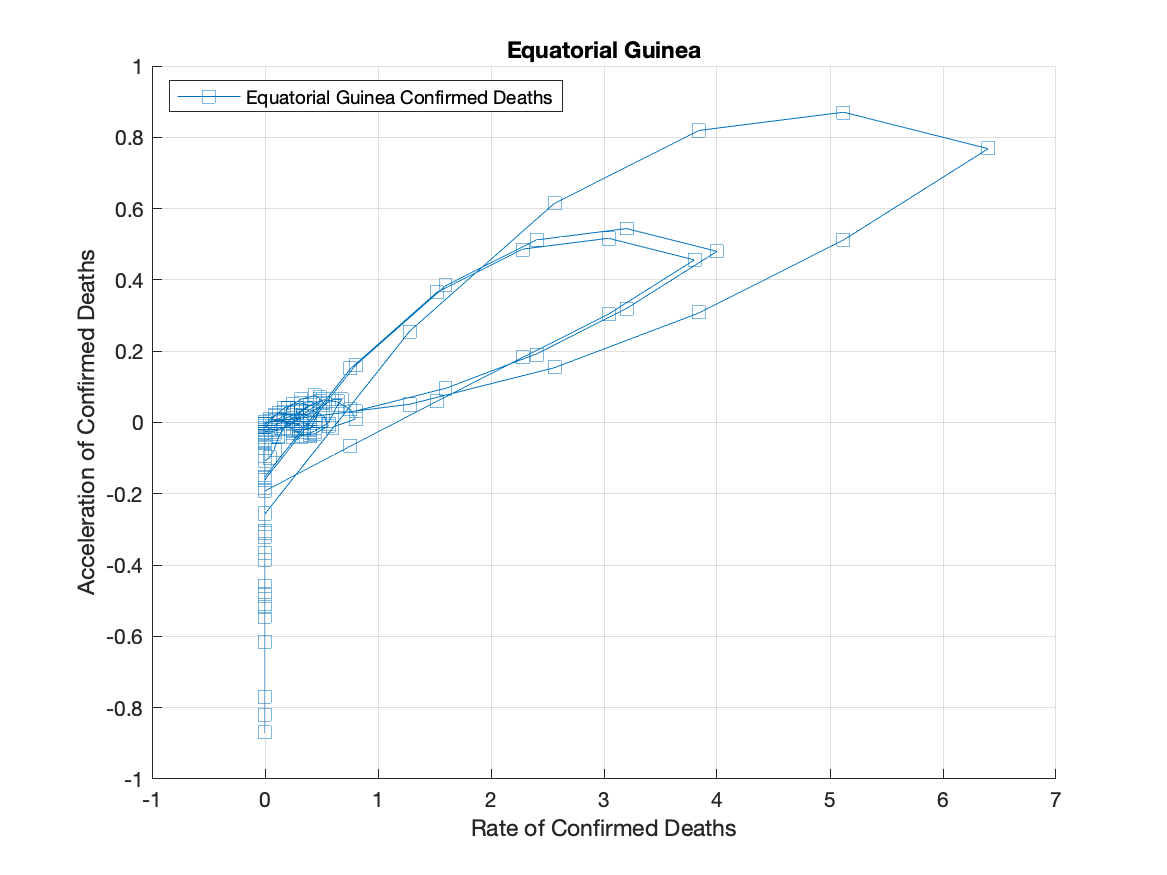 Equatorial Guinea
Equatorial Guinea Confirmed Deaths
Acceleration of Confirmed Deaths
1
0.8
0.6
0.4
0.2
0
-0.2
-0.4
-0.6
-0.8
-1
-1 0 1 2 3 4 5 6 7
Rate of Confirmed Deaths